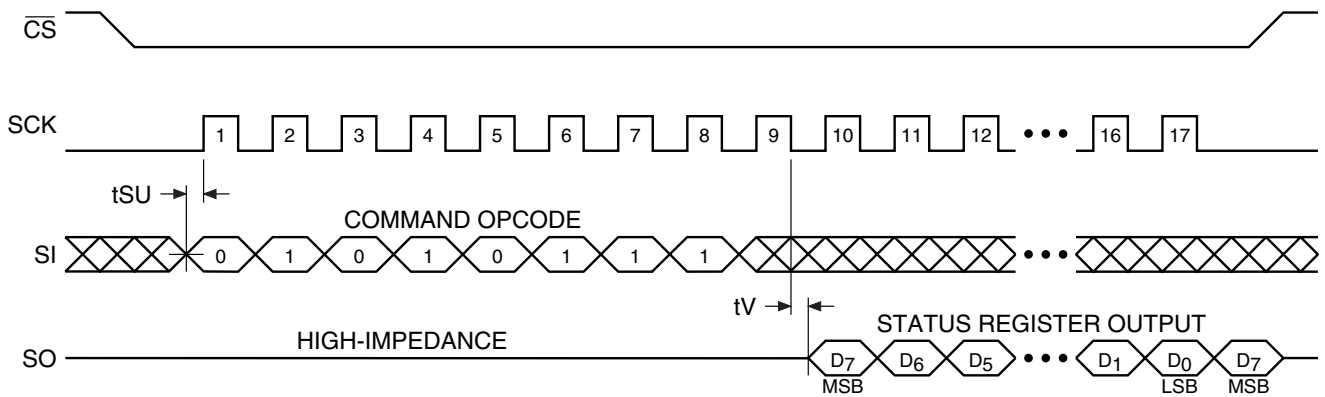 CS
SCK 1 2 3 4 5 6 7 8 9 10 11 12 ••• 16 17
tSU
COMMAND OPCODE
SI 0 1 0 1 0 1 1 1 •••
tV
HIGH-IMPEDANCE STATUS REGISTER OUTPUT
SO D7 D6 D5 ••• D1 D0 D7
MSB LSB MSB